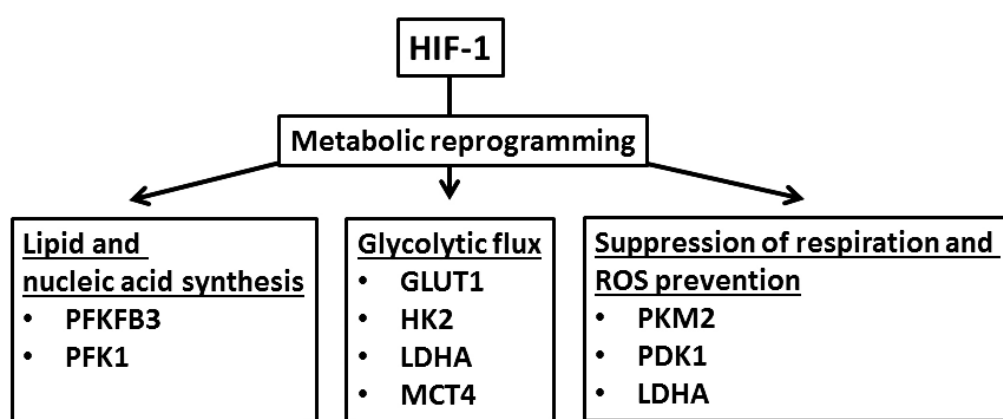 HIF-1
Metabolic reprogramming
Lipid and
nucleic acid synthesis
• PFKFB3
• PFK1
Glycolytic flux
• GLUT1
• HK2
• LDHA
• MCT4
Suppression of respiration and
ROS prevention
• PKM2
• PDK1
• LDHA